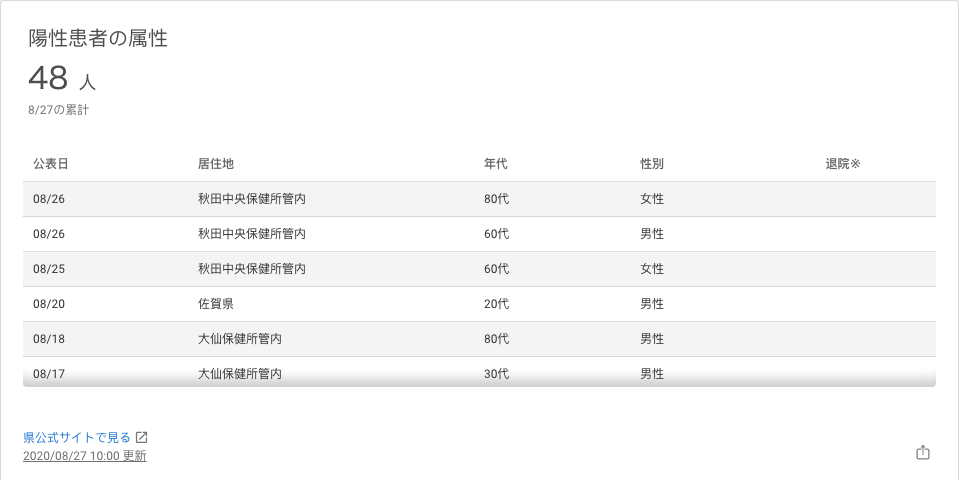 陽性患者の属性
48 人
8/27の累計
公表日 居住地 年代 性別 退院※
08/26 秋田中央保健所管内 80代 女性
08/26 秋田中央保健所管内 60代 男性
08/25 秋田中央保健所管内 60代 女性
08/20 佐賀県 20代 男性
08/18 大仙保健所管内 80代 男性
08/17 大仙保健所管内 30代 男性
県公式サイトで見る
2020/08/27 10:00 更新